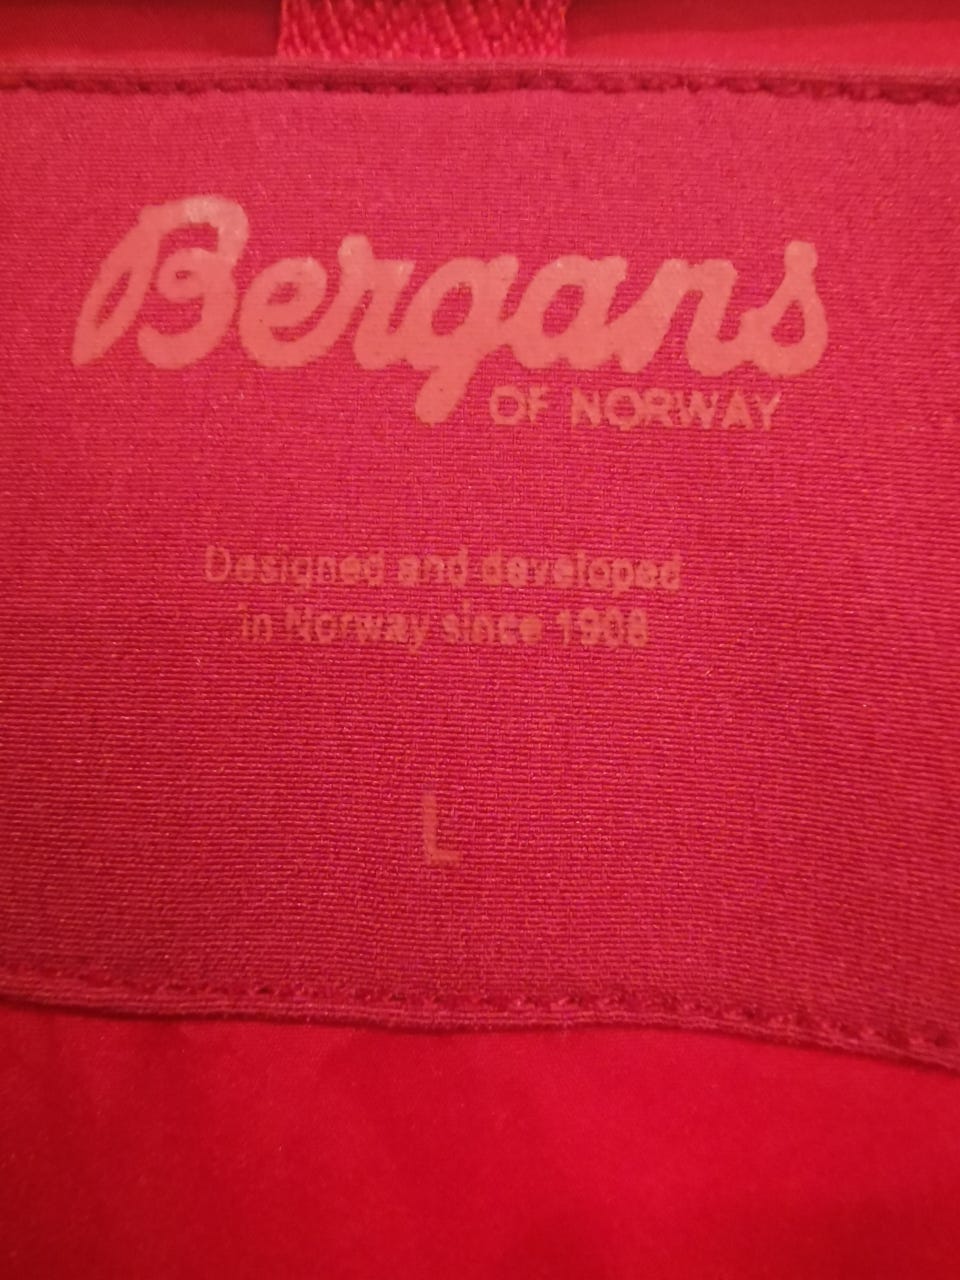 Bergans
OF NORWAY
Designed and developed
in Norway since 1908
L